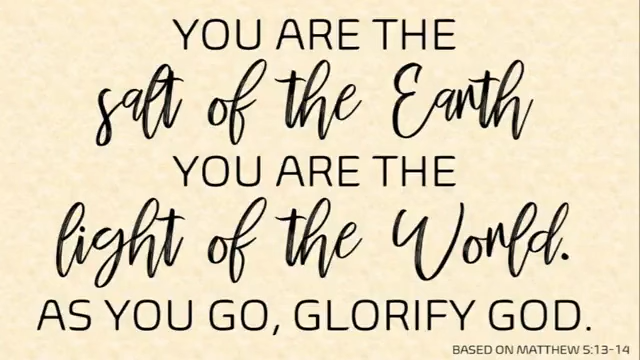 YOU ARE THE
salt of the Earth
YOU ARE THE
light of the World.
AS YOU GO, GLORIFY GOD.
BASED ON MATTHEW 5:13-14